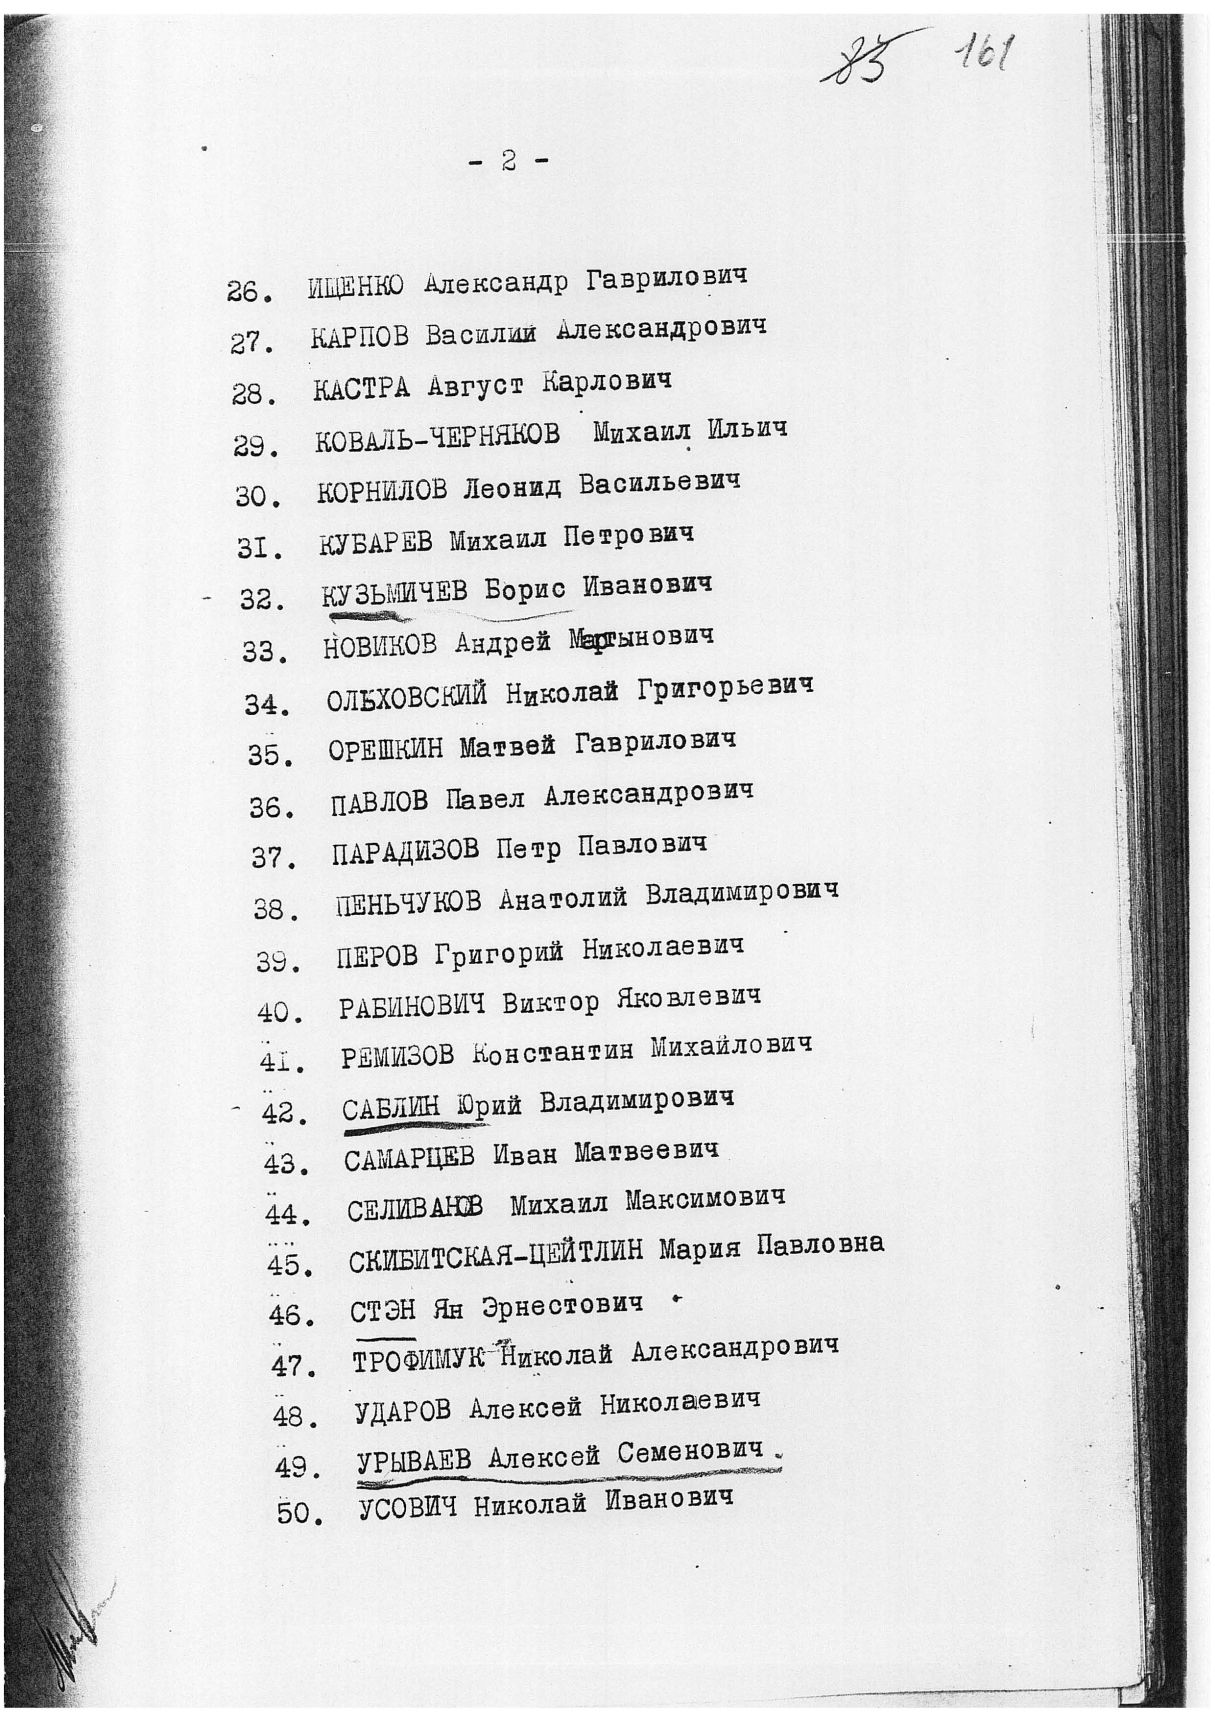 85 161
- 2 -
26. ИЩЕНКО Александр Гаврилович
27. КАРПОВ Василий Александрович
28. КАСТРА Август Карлович
29. КОВАЛЬ-ЧЕРНЯКОВ Михаил Ильич
30. КОРНИЛОВ Леонид Васильевич
31. КУБАРЕВ Михаил Петрович
32. КУЗЬМИЧЕВ Борис Иванович
33. НОВИКОВ Андрей Мартынович
34. ОЛЬХОВСКИЙ Николай Григорьевич
35. ОРЕШКИН Матвей Гаврилович
36. ПАВЛОВ Павел Александрович
37. ПАРАДИЗОВ Петр Павлович
38. ПЕНЬЧУКОВ Анатолий Владимирович
39. ПЕРОВ Григорий Николаевич
40. РАБИНОВИЧ Виктор Яковлевич
41. РЕМИЗОВ Константин Михайлович
42. САБЛИН Юрий Владимирович
43. САМАРЦЕВ Иван Матвеевич
44. СЕЛИВАНОВ Михаил Максимович
45. СКИБИТСКАЯ-ЦЕЙТЛИН Мария Павловна
46. СТЭН Ян Эрнестович
47. ТРОФИМУК Николай Александрович
48. УДАРОВ Алексей Николаевич
49. УРЫВАЕВ Алексей Семенович
50. УСОВИЧ Николай Иванович